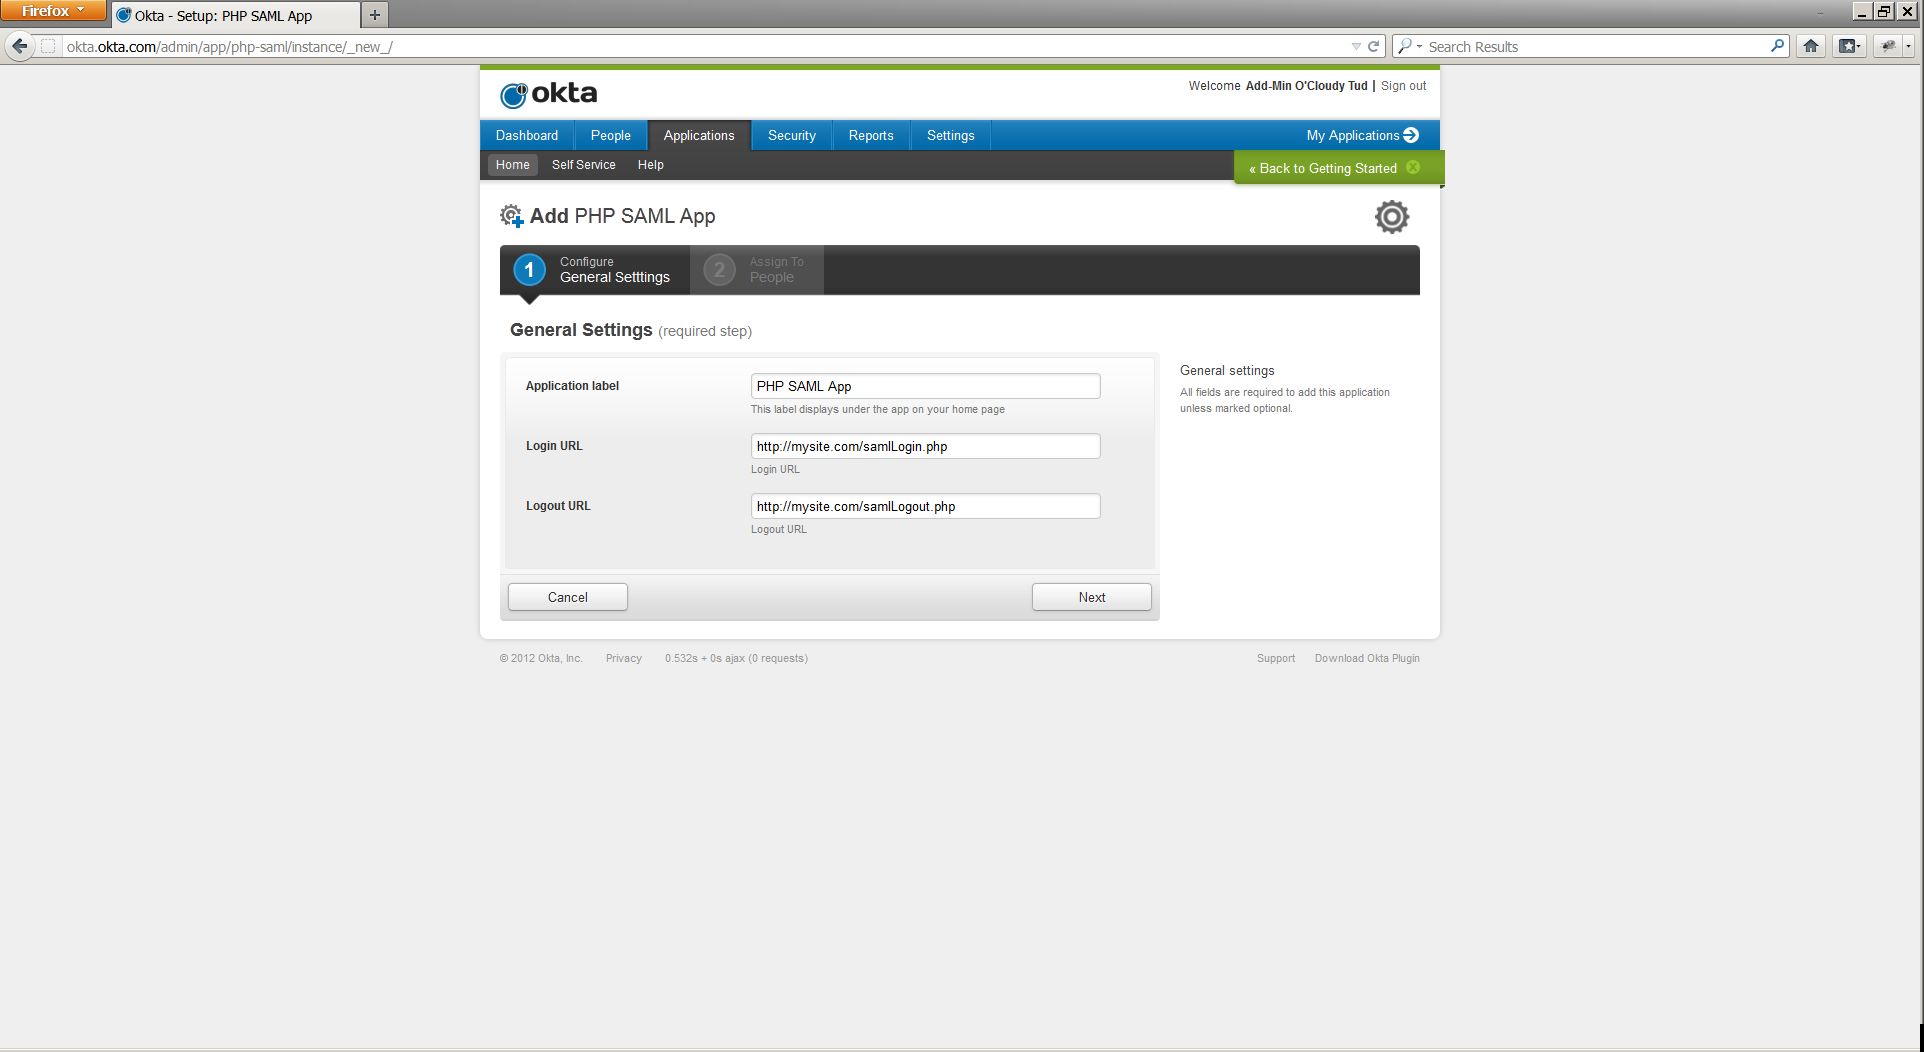 Firefox
Okta - Setup: PHP SAML App
okta.okta.com/admin/app/php-saml/instance/_new_/
Search Results
okta
Welcome Add-Min O'Cloudy Tud | Sign out
Dashboard People Applications Security Reports Settings My Applications
Home Self Service Help
« Back to Getting Started
Add PHP SAML App
1 Configure General Setttings
2 Assign To People
General Settings (required step)
Application label PHP SAML App
This label displays under the app on your home page
Login URL http://mysite.com/samlLogin.php
Login URL
Logout URL http://mysite.com/samlLogout.php
Logout URL
General settings
All fields are required to add this application
unless marked optional.
Cancel Next
© 2012 Okta, Inc. Privacy 0.532s + 0s ajax (0 requests) Support Download Okta Plugin